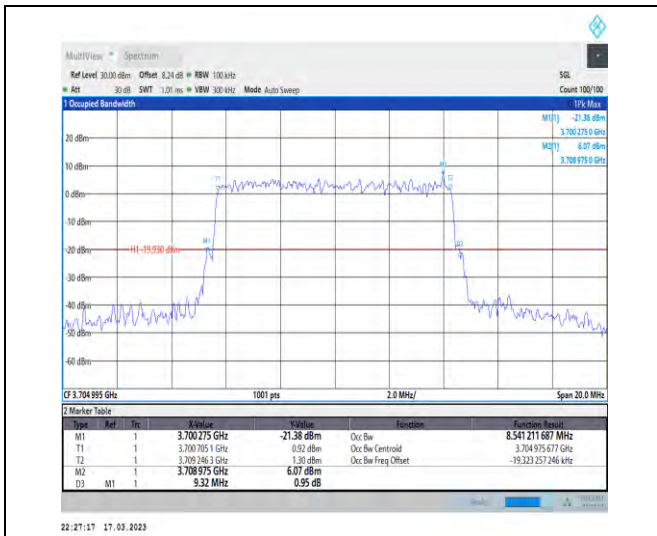 MultiView Spectrum
Ref Level 30.00 dBm Offset 8.24 dB RBW 100 kHz SGL
Att 30 dB SWT 1.01 ms VBW 300 kHz Mode Auto Sweep Count 100/100
1 Occupied Bandwidth 1Pk Max
M1[1] -21.38 dBm
3.700 275 0 GHz
20 dBm
M2[1] 6.07 dBm
3.708 975 0 GHz
10 dBm
M2
T1 T2
0 dBm
-10 dBm
M1
D3
-20 dBm H1 -19.930 dBm
-30 dBm
-40 dBm
-50 dBm
-60 dBm
CF 3.704 995 GHz 1001 pts 2.0 MHz/ Span 20.0 MHz
2 Marker Table
Type Ref Trc X-Value Y-Value Function Function Result
M1 1 3.700 275 GHz -21.38 dBm Occ Bw 8.541 211 687 MHz
T1 1 3.700 705 1 GHz 0.92 dBm Occ Bw Centroid 3.704 975 677 GHz
T2 1 3.709 246 3 GHz 1.30 dBm Occ Bw Freq Offset -19.323 257 246 kHz
M2 1 3.708 975 GHz 6.07 dBm
D3 M1 1 9.32 MHz 0.95 dB
22:27:17 17.03.2023